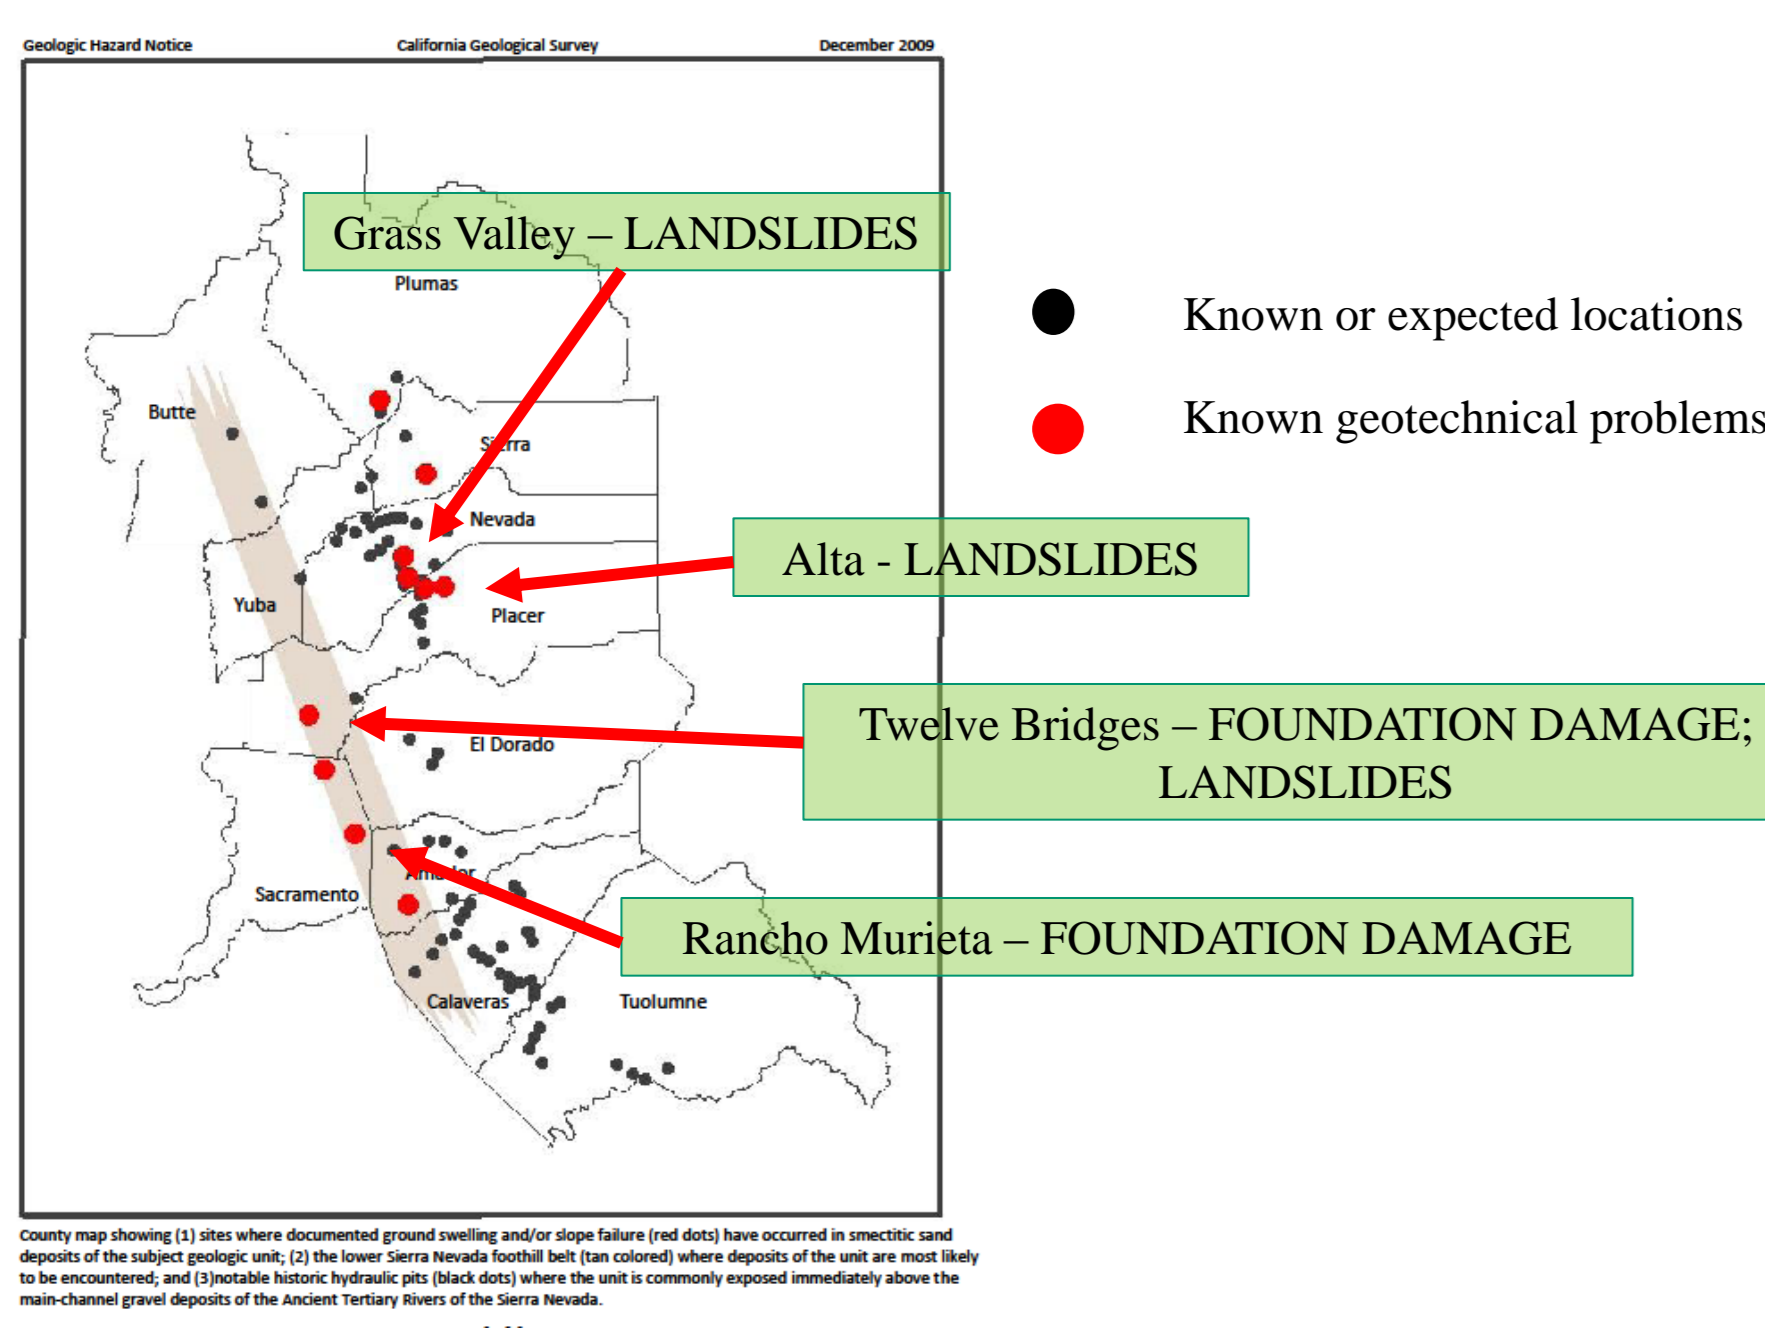 Geologic Hazard Notice California Geological Survey December 2009
Grass Valley – LANDSLIDES
Plumas
Known or expected locations
Butte
Known geotechnical problems
Sierra
Nevada
Alta - LANDSLIDES
Yuba
Placer
Twelve Bridges – FOUNDATION DAMAGE;
LANDSLIDES
El Dorado
Amador
Sacramento
Rancho Murieta – FOUNDATION DAMAGE
Calaveras
Tuolumne
County map showing (1) sites where documented ground swelling and/or slope failure (red dots) have occurred in smectitic sand
deposits of the subject geologic unit; (2) the lower Sierra Nevada foothill belt (tan colored) where deposits of the unit are most likely
to be encountered; and (3)notable historic hydraulic pits (black dots) where the unit is commonly exposed immediately above the
main-channel gravel deposits of the Ancient Tertiary Rivers of the Sierra Nevada.